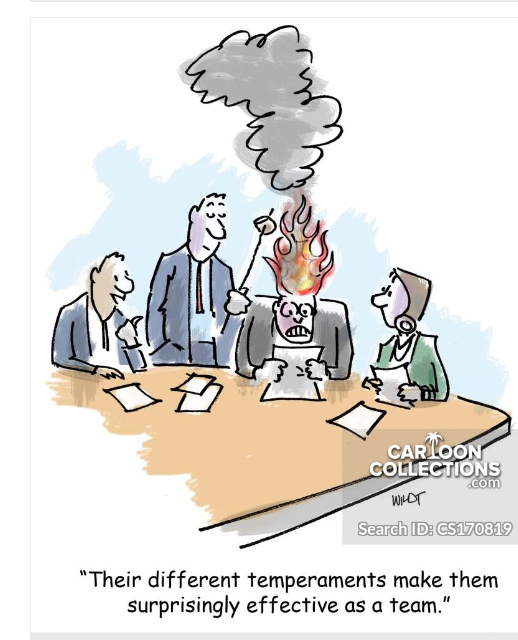 CARTOON
COLLECTIONS
.com
WILDT
Search ID: CS170819
“Their different temperaments make them
surprisingly effective as a team.”